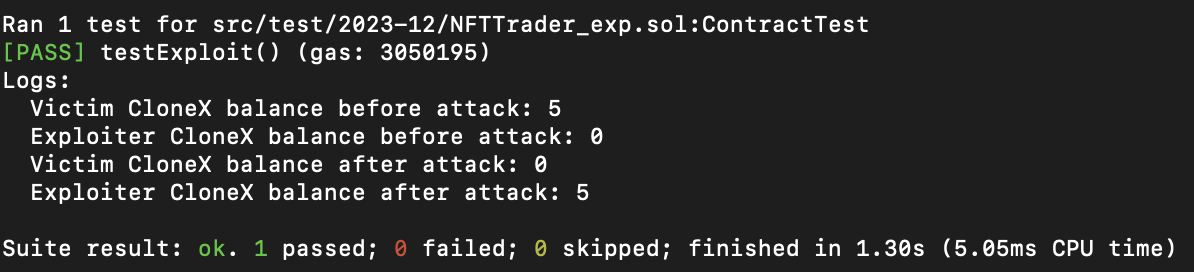 Ran 1 test for src/test/2023-12/NFTTrader_exp.sol:ContractTest
[PASS] testExploit() (gas: 3050195)
Logs:
Victim CloneX balance before attack: 5
Exploiter CloneX balance before attack: 0
Victim CloneX balance after attack: 0
Exploiter CloneX balance after attack: 5
Suite result: ok. 1 passed; 0 failed; 0 skipped; finished in 1.30s (5.05ms CPU time)